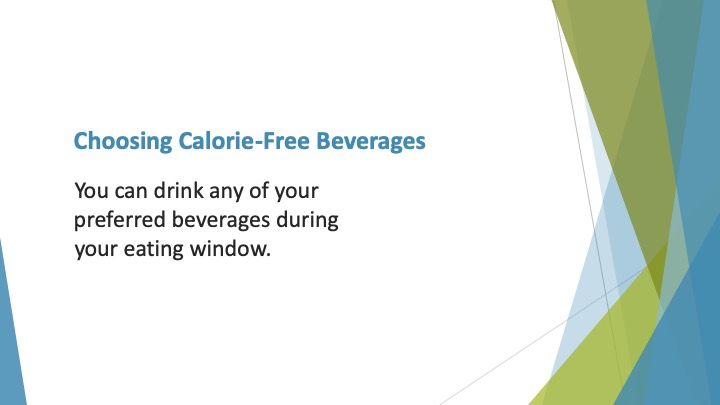 Choosing Calorie-Free Beverages
You can drink any of your
preferred beverages during
your eating window.